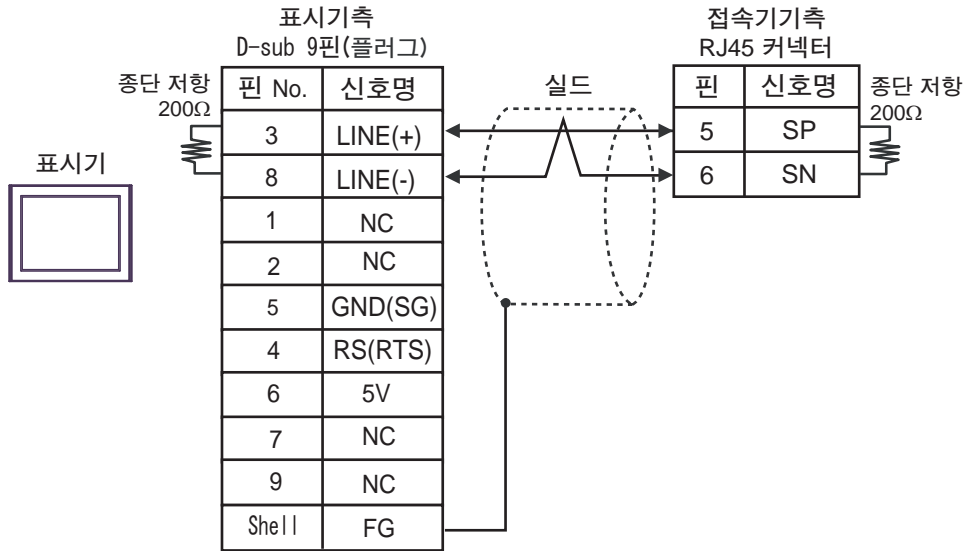 표시기측
D-sub 9핀(플러그)
접속기기측
RJ45 커넥터
종단 저항
200Ω
핀 No. 신호명
실드
핀 신호명
종단 저항
200Ω
3 LINE(+)
5 SP
표시기
8 LINE(-)
6 SN
1 NC
2 NC
5 GND(SG)
4 RS(RTS)
6 5V
7 NC
9 NC
Shell FG